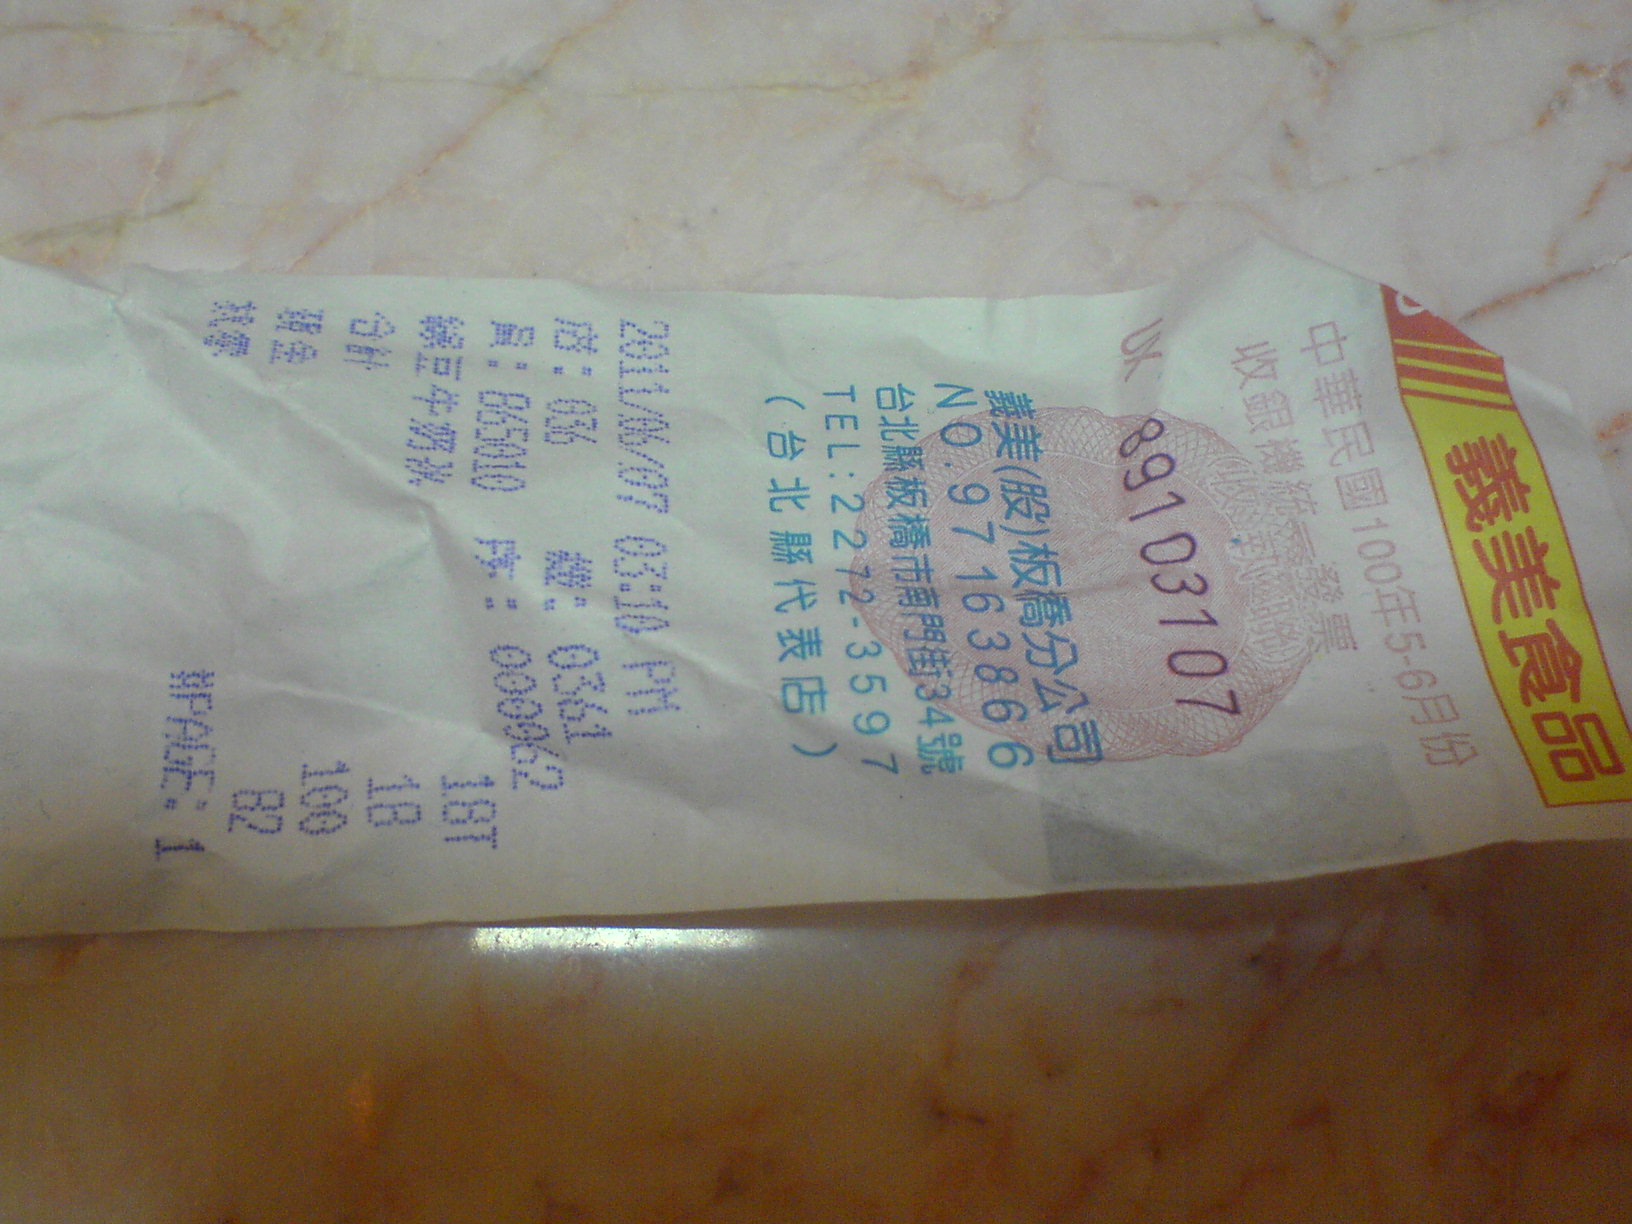 義美食品
中華民國100年5-6月份
收銀機統一發票
UK 89103107
義美(股)板橋分公司
NO.97163866
台北縣板橋市南門街34號
TEL:2272-3597
(台北縣代表店)
2011/06/07 03:10 PM
店: 036 機: 0361
員: 865010 序: 000062
綠豆牛奶冰 18T
合計 18
現金 100
找零 82
#PAGE: 1